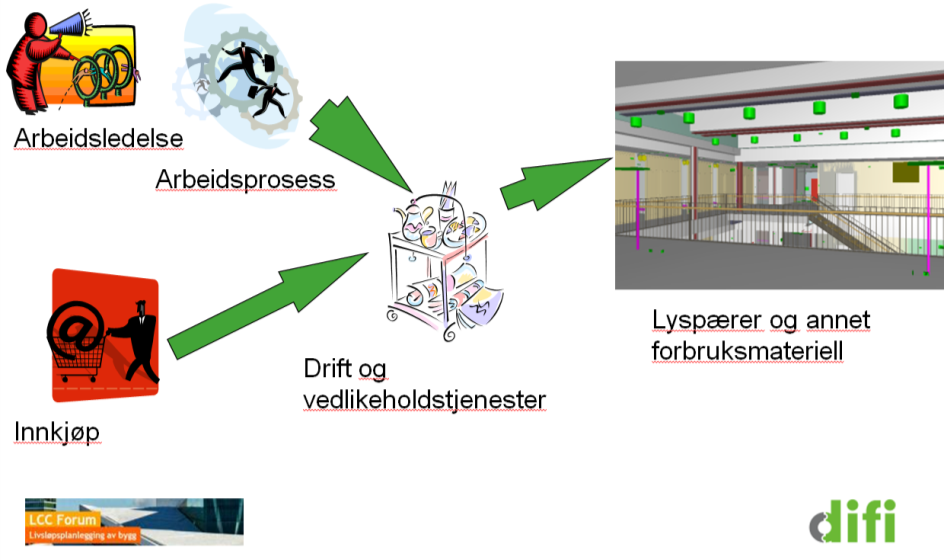 Arbeidsledelse
Arbeidsprosess
Innkjøp
Drift og
vedlikeholdstjenester
Lyspærer og annet
forbruksmateriell
@
LCC Forum
Livsløpsplanlegging av bygg
difi